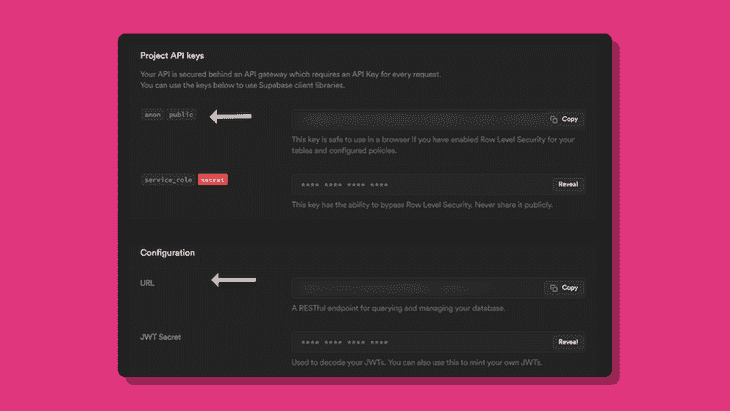 Project API keys
Your API is secured behind an API gateway which requires an API Key for every request.
You can use the keys below to use Supabase client libraries.
anon public
Copy
This key is safe to use in a browser if you have enabled Row Level Security for your
tables and configured policies.
service_role secret
**** **** **** ****
Reveal
This key has the ability to bypass Row Level Security. Never share it publicly.
Configuration
URL
Copy
A RESTful endpoint for querying and managing your database.
JWT Secret
**** **** **** ****
Reveal
Used to decode your JWTs. You can also use this to mint your own JWTs.